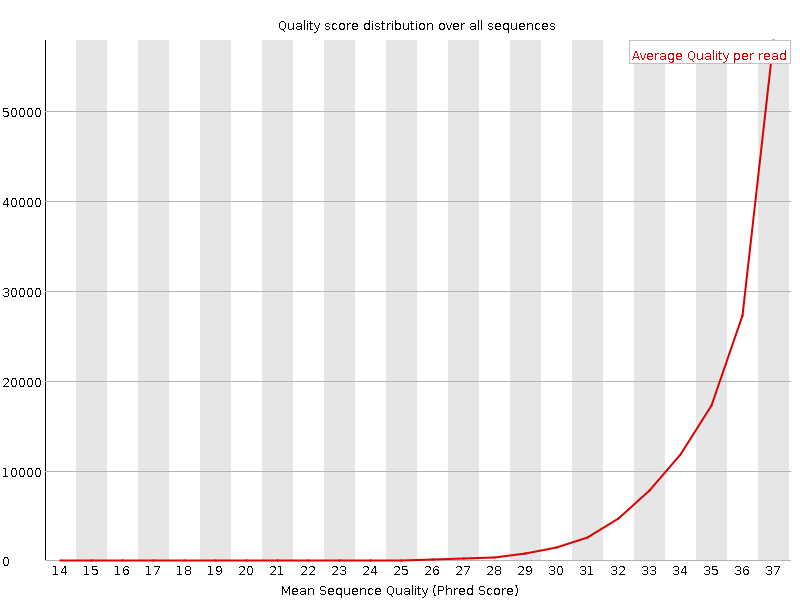 Quality score distribution over all sequences
Average Quality per read
50000
40000
30000
20000
10000
0
14 15 16 17 18 19 20 21 22 23 24 25 26 27 28 29 30 31 32 33 34 35 36 37
Mean Sequence Quality (Phred Score)